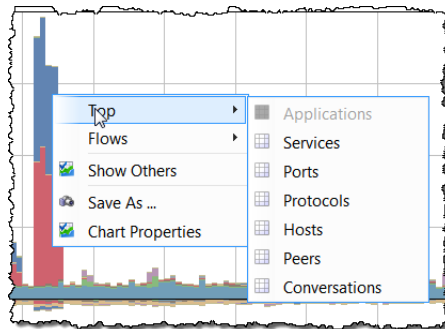 Top
Flows
Show Others
Save As ...
Chart Properties
Applications
Services
Ports
Protocols
Hosts
Peers
Conversations